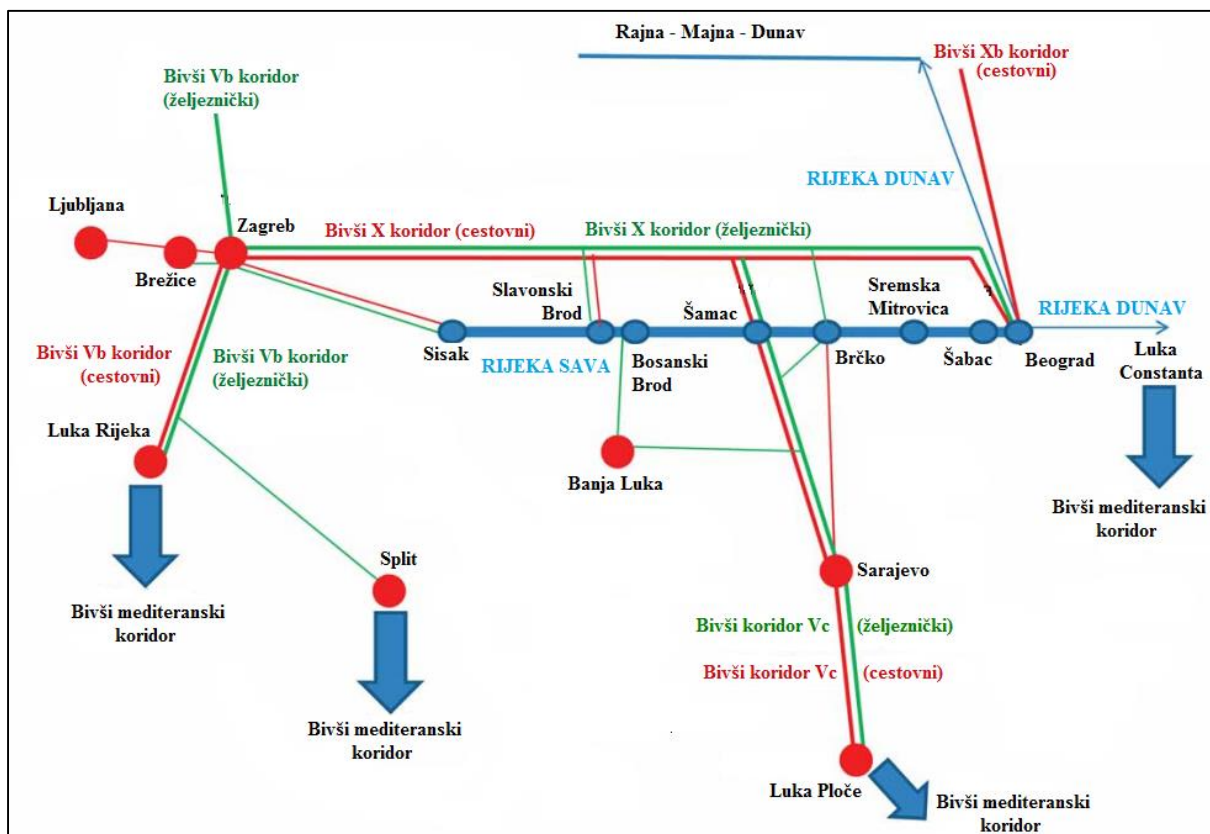 Rajna - Majna - Dunav
Bivši Xb koridor
(cestovni)
Bivši Vb koridor
(željeznički)
RIJEKA DUNAV
Ljubljana
Zagreb
Bivši X koridor (cestovni)
Bivši X koridor (željeznički)
Brežice
Slavonski
Brod
Šamac
Sremska
Mitrovica
RIJEKA DUNAV
Sisak
RIJEKA SAVA
Bosanski
Brod
Brčko
Šabac
Beograd
Luka
Constanta
Bivši Vb koridor
(cestovni)
Bivši Vb koridor
(željeznički)
Luka Rijeka
Banja Luka
Bivši mediteranski
koridor
Split
Sarajevo
Bivši mediteranski
koridor
Bivši koridor Vc (željeznički)
Bivši koridor Vc (cestovni)
Bivši mediteranski
koridor
Luka Ploče
Bivši mediteranski
koridor